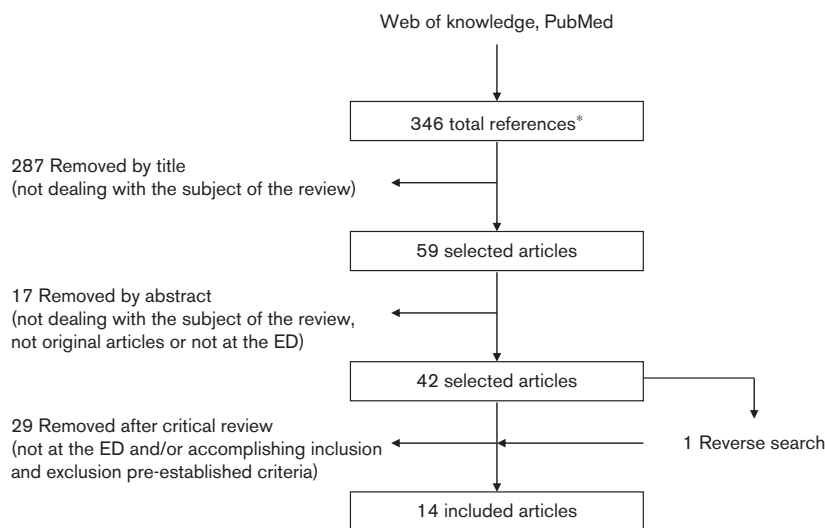 Web of knowledge, PubMed
346 total references*
287 Removed by title
(not dealing with the subject of the review)
59 selected articles
17 Removed by abstract
(not dealing with the subject of the review,
not original articles or not at the ED)
42 selected articles
29 Removed after critical review
(not at the ED and/or accomplishing inclusion
and exclusion pre-established criteria)
1 Reverse search
14 included articles